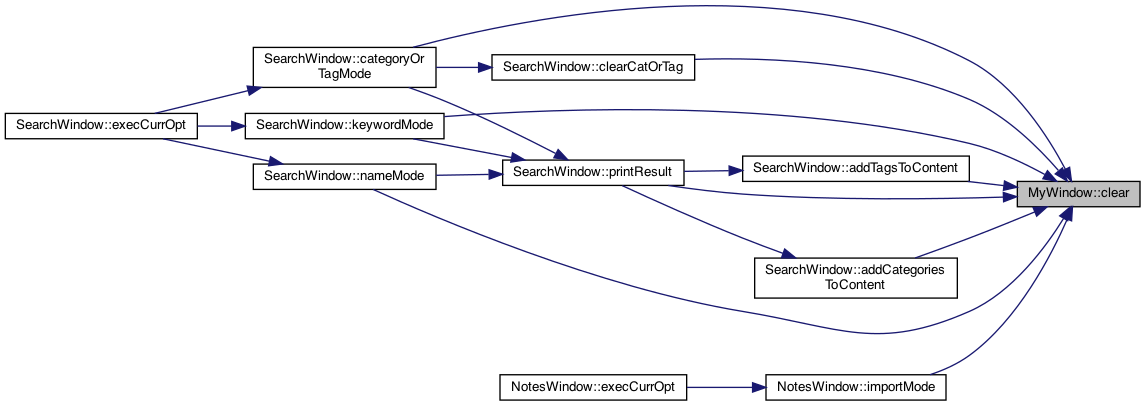 SearchWindow::categoryOr
TagMode
SearchWindow::clearCatOrTag
SearchWindow::execCurrOpt
SearchWindow::keywordMode
SearchWindow::nameMode
SearchWindow::printResult
SearchWindow::addTagsToContent
MyWindow::clear
SearchWindow::addCategories
ToContent
NotesWindow::execCurrOpt
NotesWindow::importMode